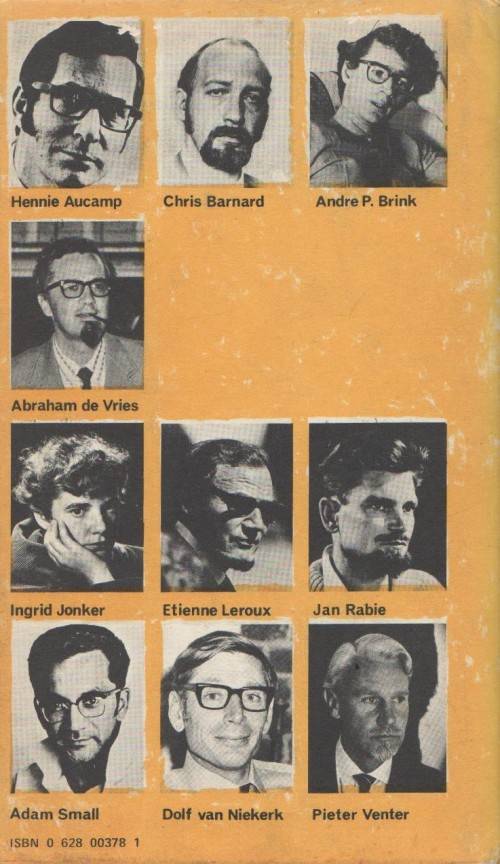 Hennie Aucamp Chris Barnard Andre P. Brink
Abraham de Vries
Ingrid Jonker Etienne Leroux Jan Rabie
Adam Small Dolf van Niekerk Pieter Venter
ISBN 0 628 00378 1